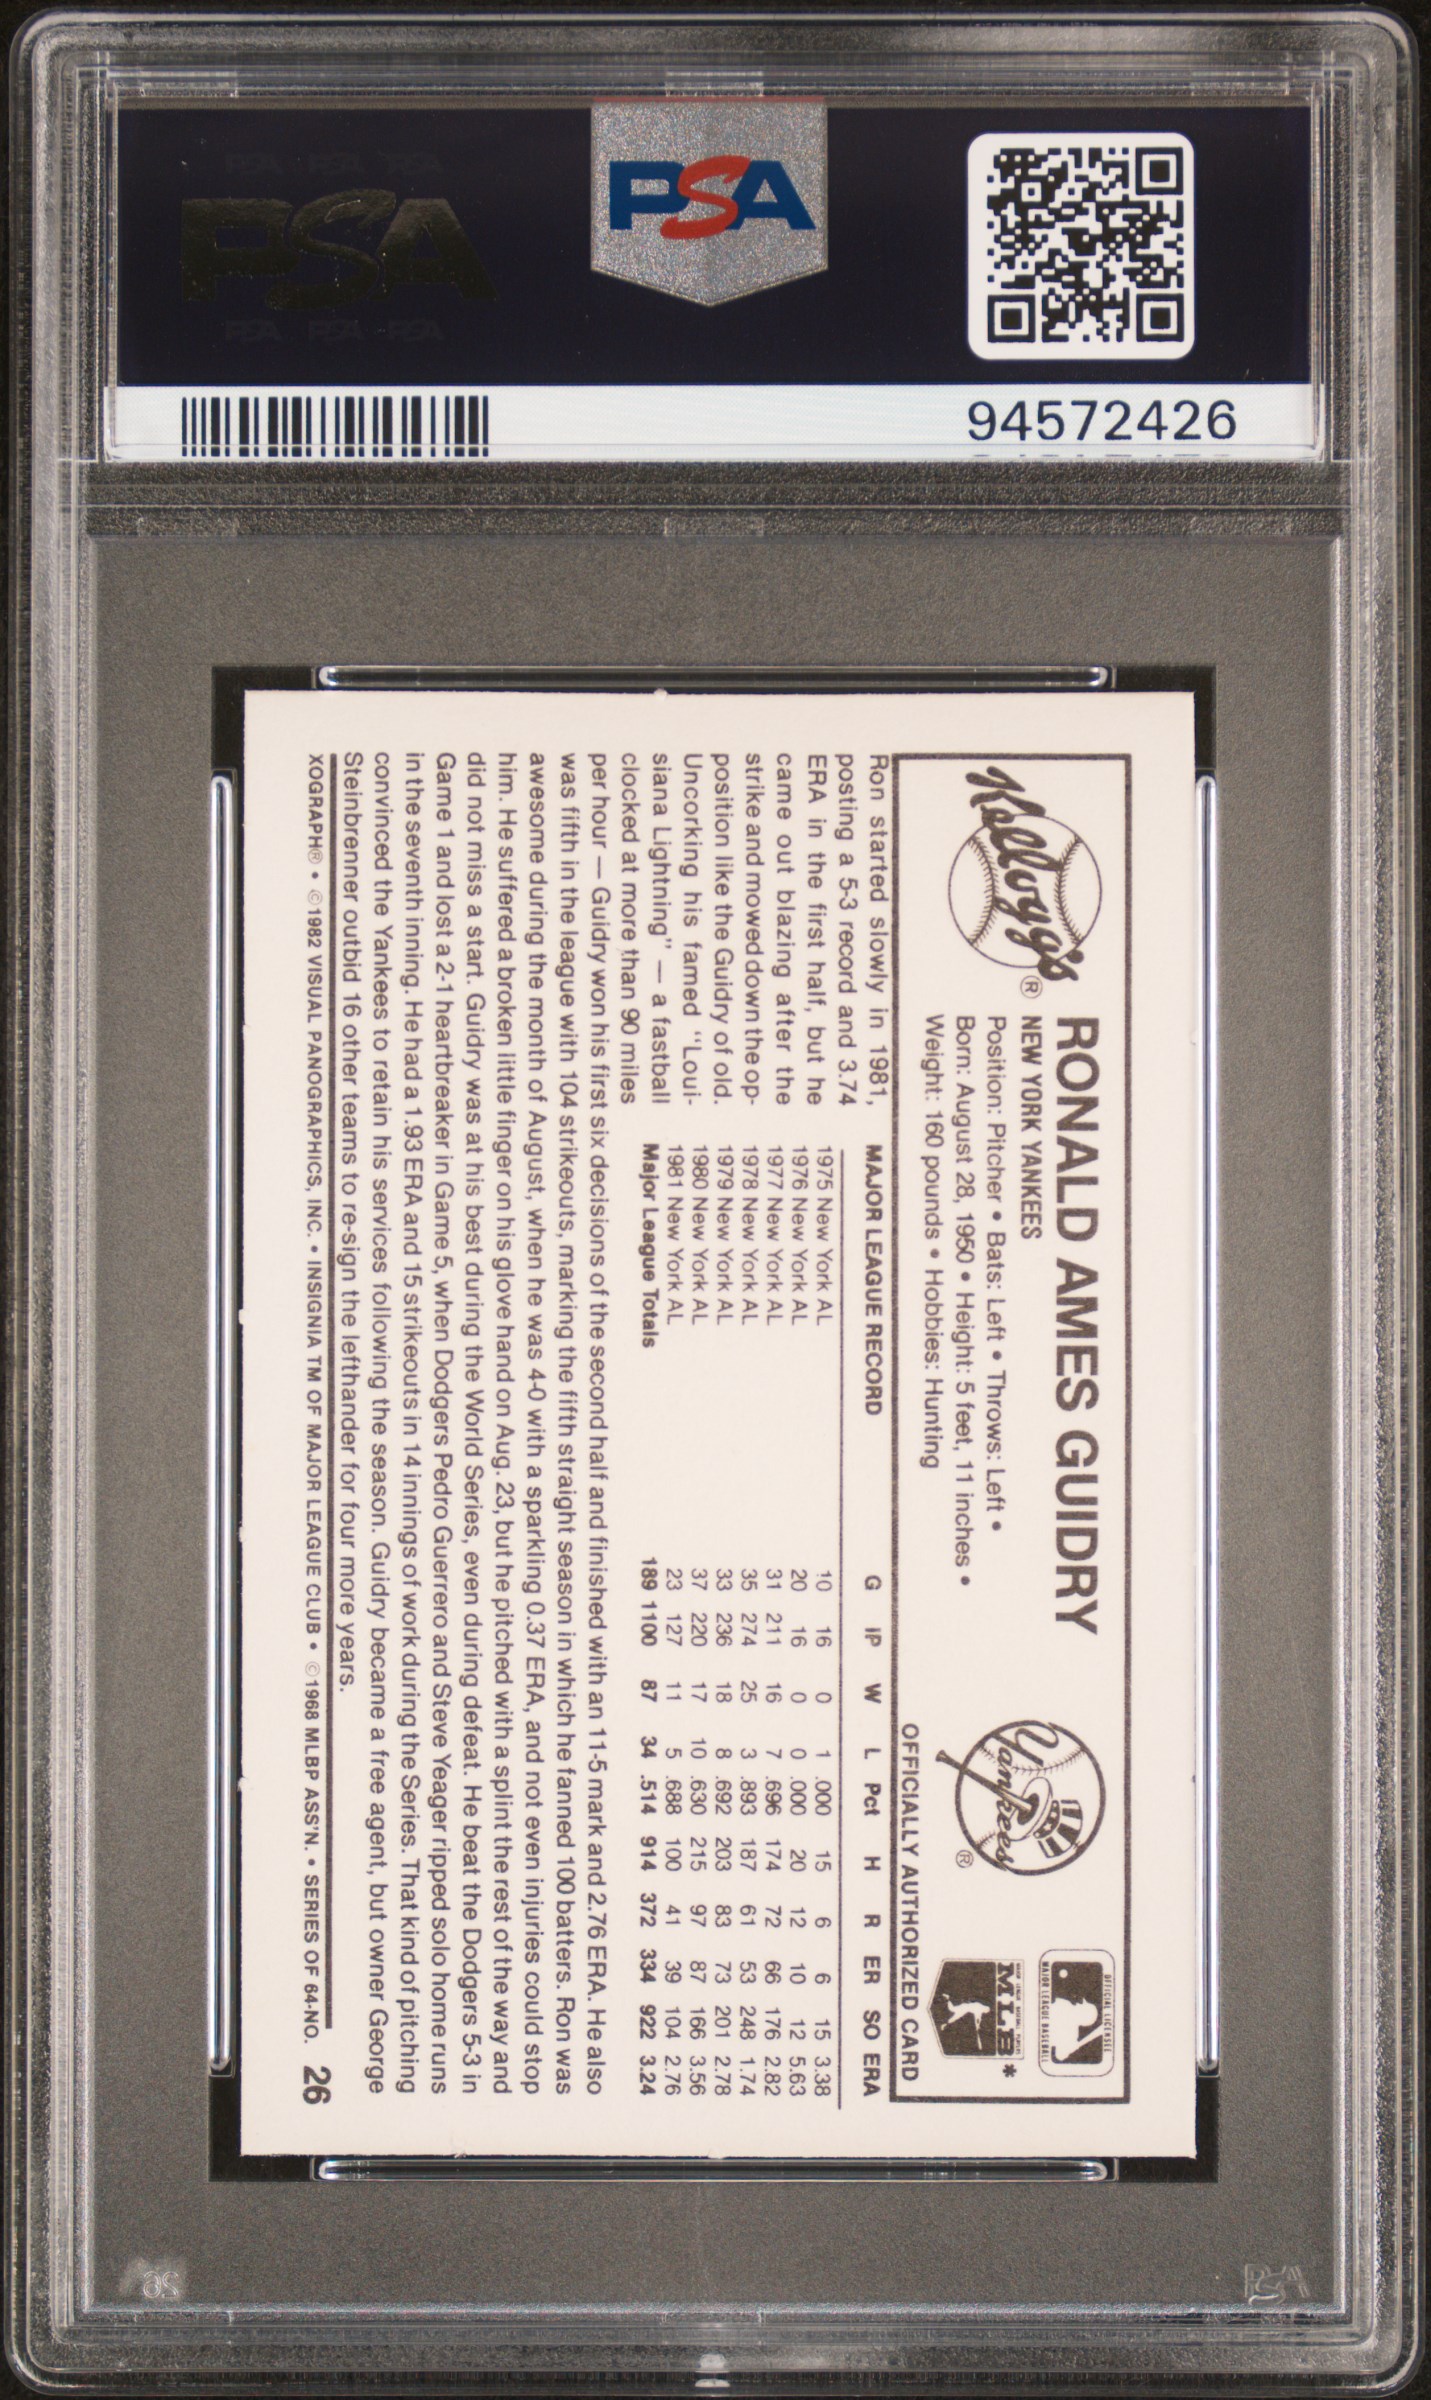 PSA
94572426
Kellogg's ®
RONALD AMES GUIDRY
NEW YORK YANKEES
Position: Pitcher • Bats: Left • Throws: Left •
Born: August 28, 1950 • Height: 5 feet, 11 inches •
Weight: 160 pounds • Hobbies: Hunting
Yankees ®
OFFICIAL LICENSEE
MAJOR LEAGUE BASEBALL
MLB*
OFFICIALLY AUTHORIZED CARD
Ron started slowly in 1981,
posting a 5-3 record and 3.74
ERA in the first half, but he
came out blazing after the
strike and mowed down the op-
position like the Guidry of old.
Uncorking his famed "Loui-
siana Lightning" — a fastball
clocked at more than 90 miles
MAJOR LEAGUE RECORD G IP W L Pct H R ER SO ERA
1975 New York AL 10 16 0 1 .000 15 6 6 15 3.38
1976 New York AL 20 16 0 0 .000 20 12 10 12 5.63
1977 New York AL 31 211 16 7 .696 174 72 66 176 2.82
1978 New York AL 35 274 25 3 .893 187 61 53 248 1.74
1979 New York AL 33 236 18 8 .692 203 83 73 201 2.78
1980 New York AL 37 220 17 10 .630 215 97 87 166 3.56
1981 New York AL 23 127 11 5 .688 100 41 39 104 2.76
Major League Totals 189 1100 87 34 .514 914 372 334 922 3.24
per hour — Guidry won his first six decisions of the second half and finished with an 11-5 mark and 2.76 ERA. He also
was fifth in the league with 104 strikeouts, marking the fifth straight season in which he fanned 100 batters. Ron was
awesome during the month of August, when he was 4-0 with a sparkling 0.37 ERA, and not even injuries could stop
him. He suffered a broken little finger on his glove hand on Aug. 23, but he pitched with a splint the rest of the way and
did not miss a start. Guidry was at his best during the World Series, even during defeat. He beat the Dodgers 5-3 in
Game 1 and lost a 2-1 heartbreaker in Game 5, when Dodgers Pedro Guerrero and Steve Yeager ripped solo home runs
in the seventh inning. He had a 1.93 ERA and 15 strikeouts in 14 innings of work during the Series. That kind of pitching
convinced the Yankees to retain his services following the season. Guidry became a free agent, but owner George
Steinbrenner outbid 16 other teams to re-sign the lefthander for four more years.
XOGRAPH® • ©1982 VISUAL PANOGRAPHICS, INC. • INSIGNIA TM OF MAJOR LEAGUE CLUB • ©1968 MLBP ASS'N. • SERIES OF 64-NO. 26